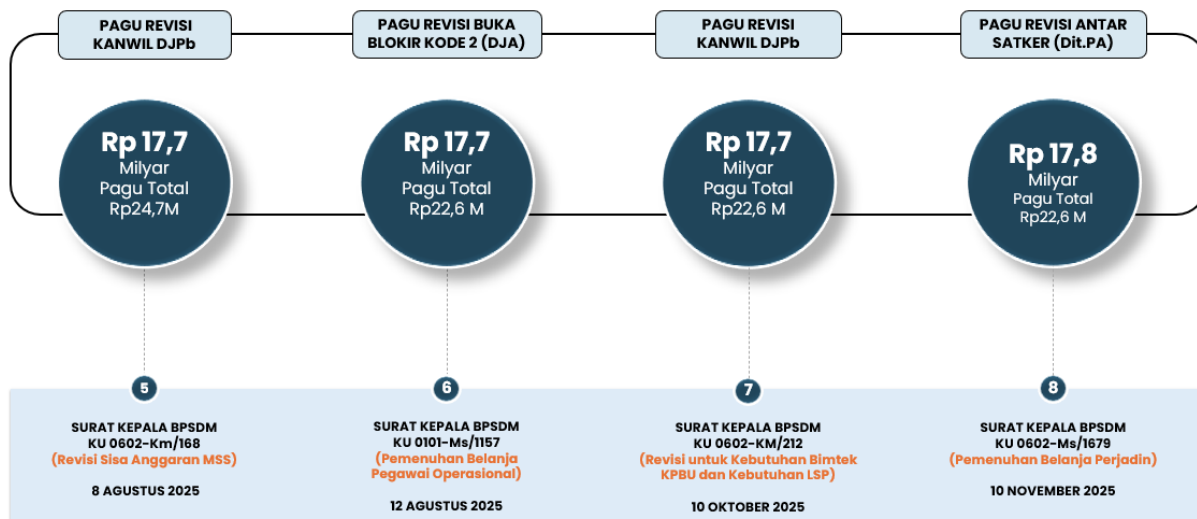 PAGU REVISI
KANWIL DJPb
PAGU REVISI BUKA
BLOKIR KODE 2 (DJA)
PAGU REVISI
KANWIL DJPb
PAGU REVISI ANTAR
SATKER (Dit.PA)
Rp 17,7
Milyar
Pagu Total
Rp24,7M
Rp 17,7
Milyar
Pagu Total
Rp22,6 M
Rp 17,7
Milyar
Pagu Total
Rp22,6 M
Rp 17,8
Milyar
Pagu Total
Rp22,6 M
5
SURAT KEPALA BPSDM
KU 0602-Km/168
(Revisi Sisa Anggaran MSS)
8 AGUSTUS 2025
6
SURAT KEPALA BPSDM
KU 0101-Ms/1157
(Pemenuhan Belanja
Pegawai Operasional)
12 AGUSTUS 2025
7
SURAT KEPALA BPSDM
KU 0602-KM/212
(Revisi untuk Kebutuhan Bimtek
KPBU dan Kebutuhan LSP)
10 OKTOBER 2025
8
SURAT KEPALA BPSDM
KU 0602-Ms/1679
(Pemenuhan Belanja Perjadin)
10 NOVEMBER 2025